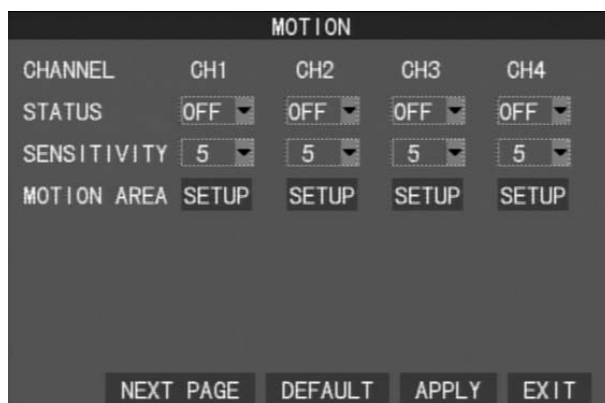 MOTION
CHANNEL CH1 CH2 CH3 CH4
STATUS OFF OFF OFF OFF
SENSITIVITY 5 5 5 5
MOTION AREA SETUP SETUP SETUP SETUP
NEXT PAGE DEFAULT APPLY EXIT